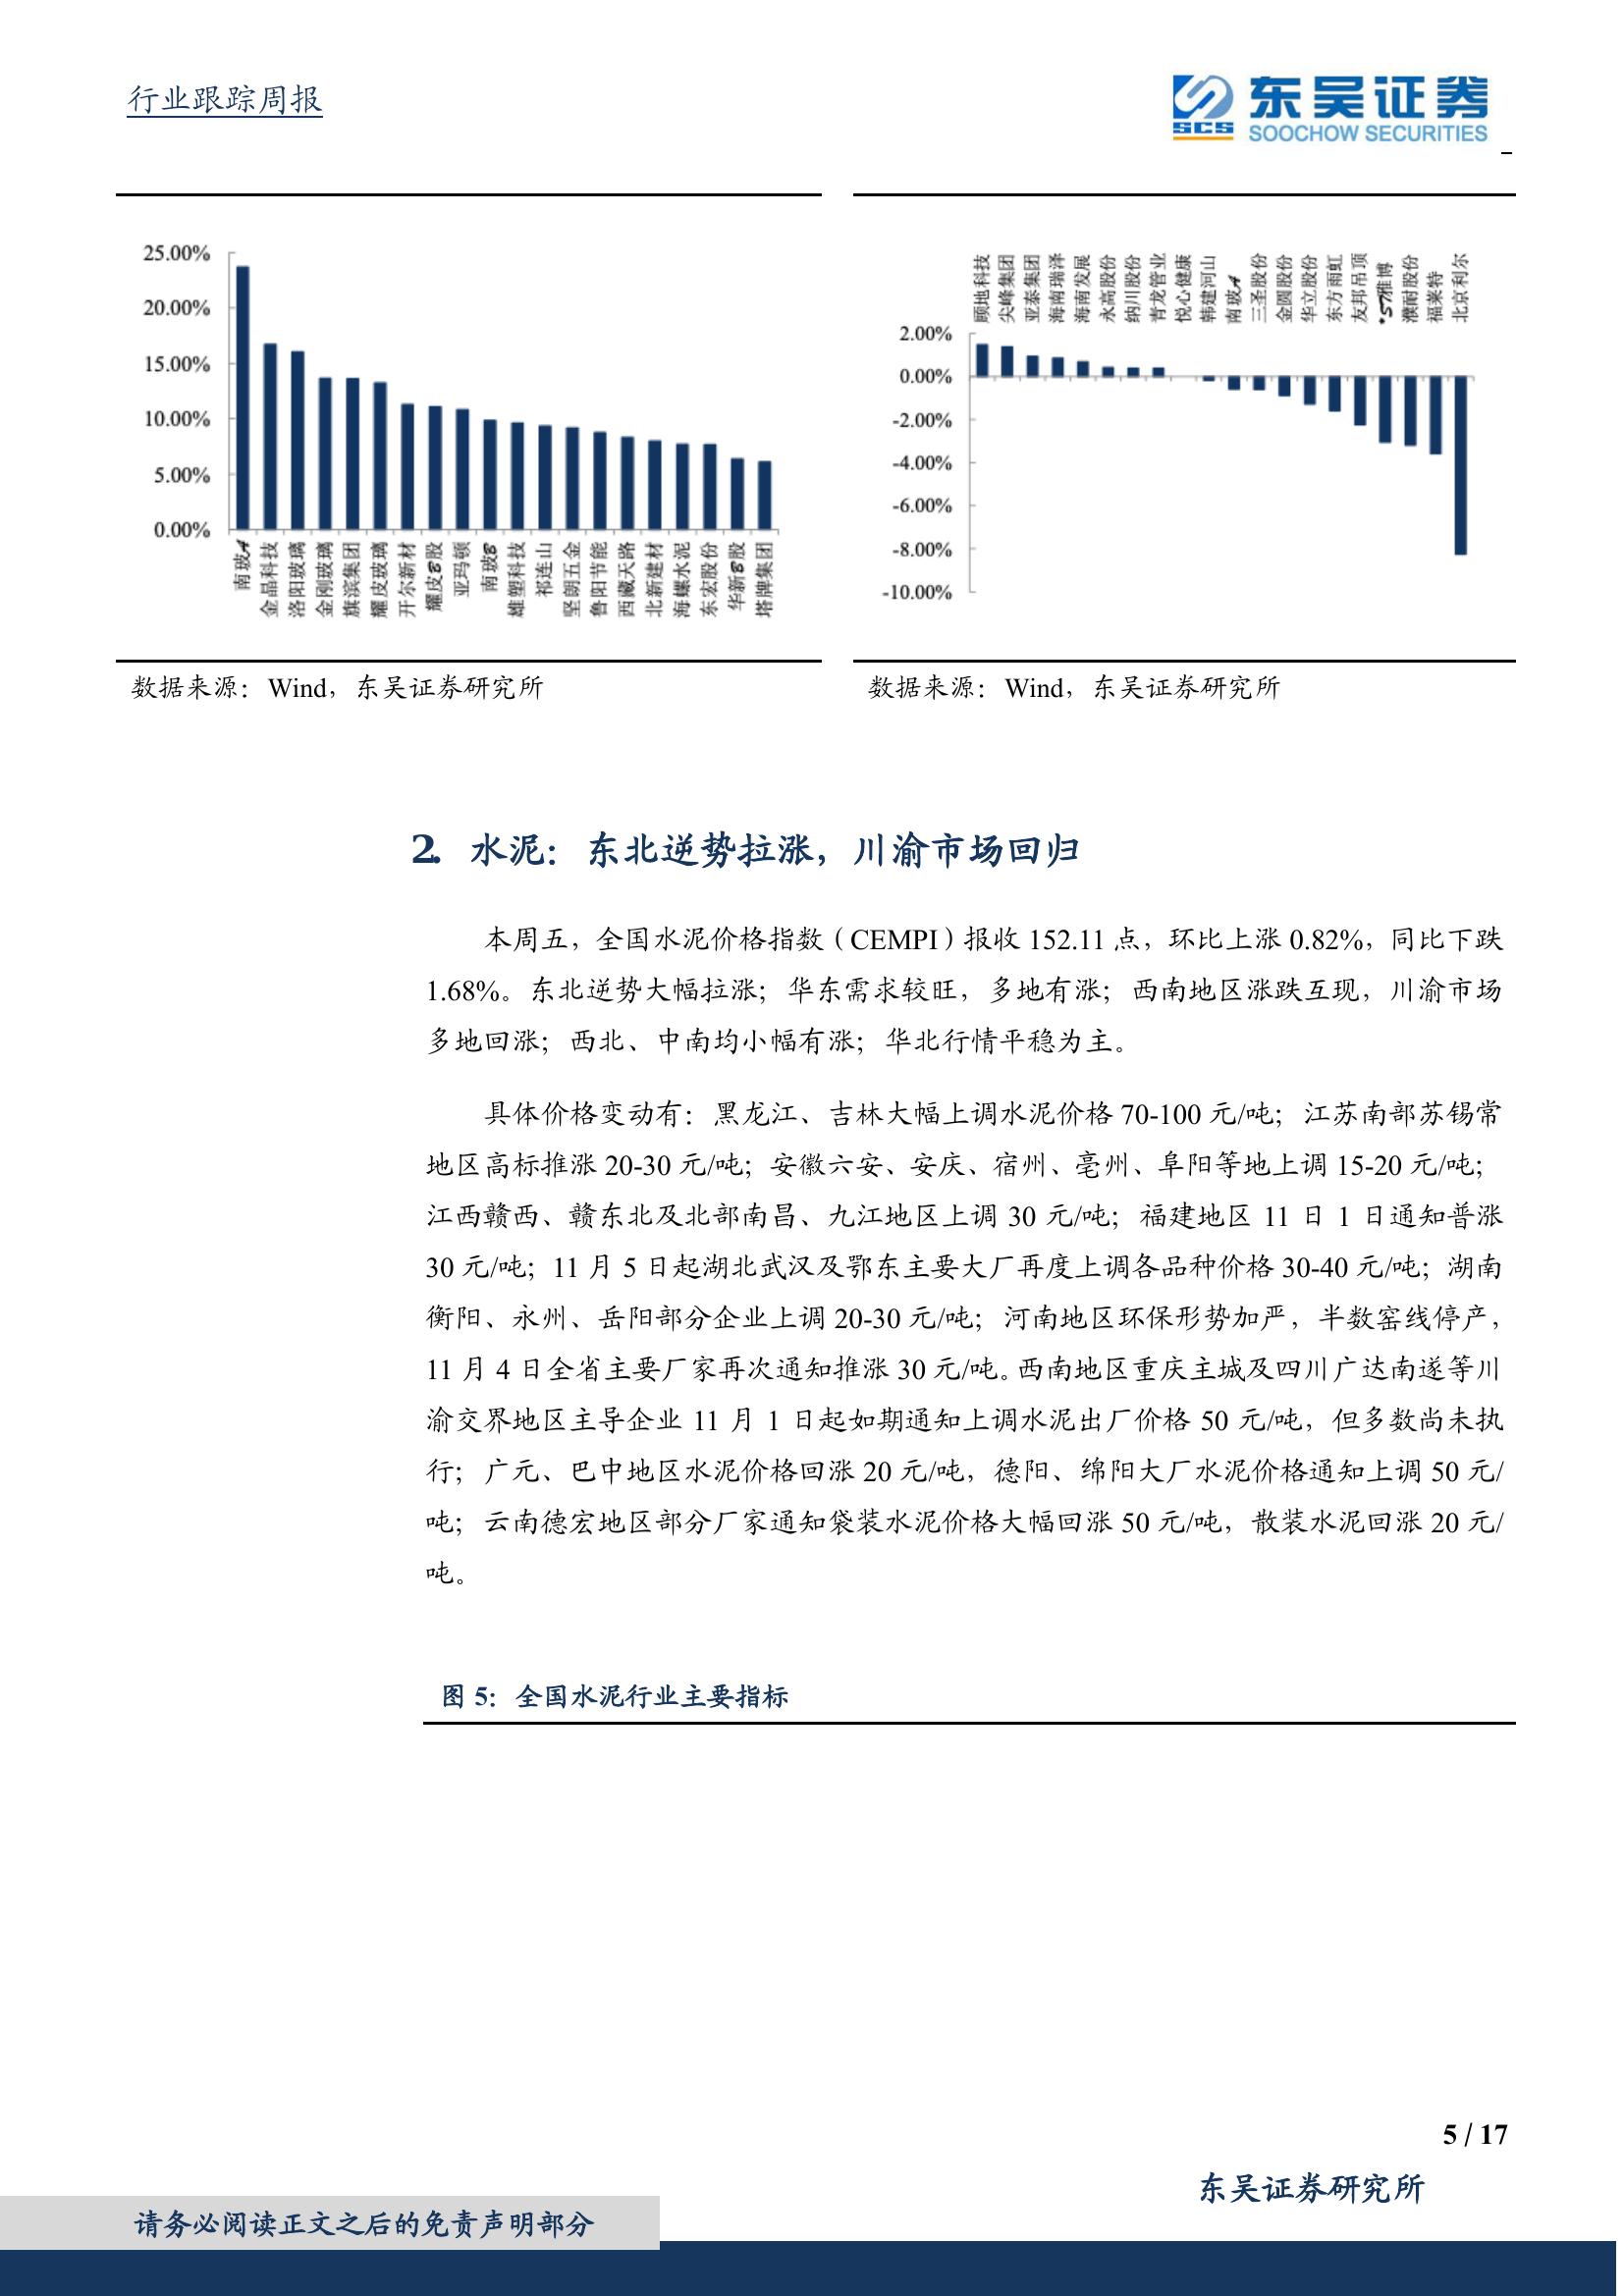 行业跟踪周报
SCS
东吴证券
SOOCHOW SECURITIES
25.00%
20.00%
15.00%
10.00%
5.00%
0.00%
南玻A
金晶科技
洛阳玻璃
金刚玻璃
旗滨集团
耀皮玻璃
开尔新材
耀皮B股
亚玛顿
南玻B
雄塑科技
祁连山
坚朗五金
鲁阳节能
西藏天路
北新建材
海螺水泥
东宏股份
华新B股
塔牌集团
顾地科技
尖峰集团
亚泰集团
海南瑞泽
海南发展
永高股份
纳川股份
青龙管业
悦心健康
韩建河山
南玻A
三圣股份
金圆股份
华立股份
东方雨虹
友邦吊顶
*ST雅博
濮耐股份
福莱特
北京利尔
2.00%
0.00%
-2.00%
-4.00%
-6.00%
-8.00%
-10.00%
数据来源：Wind，东吴证券研究所
数据来源：Wind，东吴证券研究所
2. 水泥：东北逆势拉涨，川渝市场回归
本周五，全国水泥价格指数（CEMPI）报收 152.11 点，环比上涨 0.82%，同比下跌
1.68%。东北逆势大幅拉涨；华东需求较旺，多地有涨；西南地区涨跌互现，川渝市场
多地回涨；西北、中南均小幅有涨；华北行情平稳为主。
具体价格变动有：黑龙江、吉林大幅上调水泥价格 70-100 元/吨；江苏南部苏锡常
地区高标推涨 20-30 元/吨；安徽六安、安庆、宿州、亳州、阜阳等地上调 15-20 元/吨；
江西赣西、赣东北及北部南昌、九江地区上调 30 元/吨；福建地区 11 日 1 日通知普涨
30 元/吨；11 月 5 日起湖北武汉及鄂东主要大厂再度上调各品种价格 30-40 元/吨；湖南
衡阳、永州、岳阳部分企业上调 20-30 元/吨；河南地区环保形势加严，半数窑线停产，
11 月 4 日全省主要厂家再次通知推涨 30 元/吨。西南地区重庆主城及四川广达南遂等川
渝交界地区主导企业 11 月 1 日起如期通知上调水泥出厂价格 50 元/吨，但多数尚未执
行；广元、巴中地区水泥价格回涨 20 元/吨，德阳、绵阳大厂水泥价格通知上调 50 元/
吨；云南德宏地区部分厂家通知袋装水泥价格大幅回涨 50 元/吨，散装水泥回涨 20 元/
吨。
图 5：全国水泥行业主要指标
5 / 17
东吴证券研究所
请务必阅读正文之后的免责声明部分